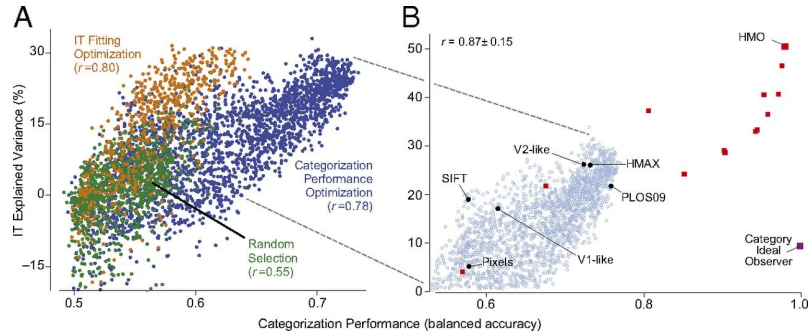 A
B
IT Fitting
Optimization
(r=0.80)
Categorization
Performance
Optimization
(r=0.78)
Random
Selection
(r=0.55)
IT Explained Variance (%)
30
15
0
−15
0.5
0.6
0.7
r = 0.87± 0.15
HMO
V2-like
HMAX
SIFT
PLOS09
V1-like
Pixels
Category
Ideal
Observer
50
40
30
20
10
0
0.6
0.8
1.0
Categorization Performance (balanced accuracy)